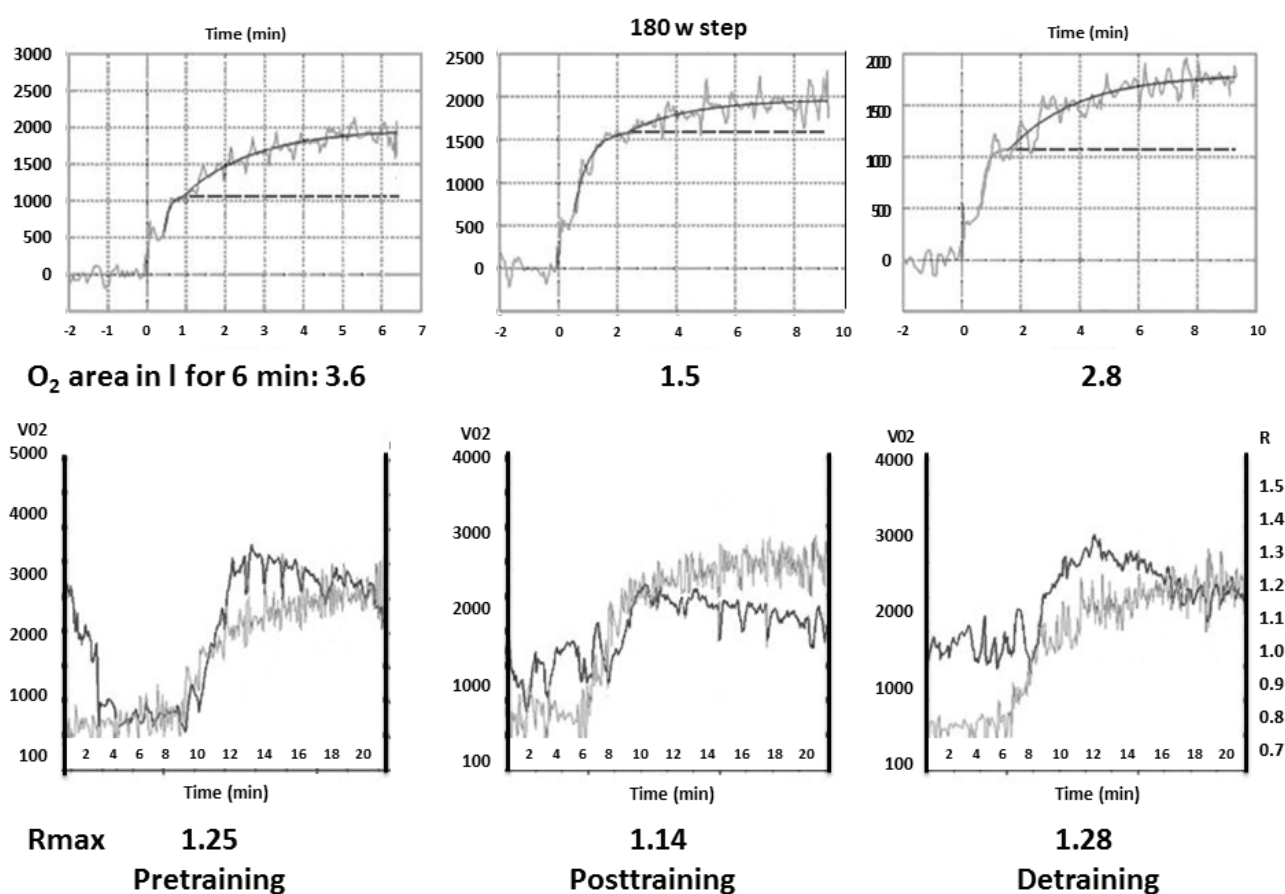 Time (min)
180 w step
Time (min)
3000
2500
2000
1500
1000
500
0
-2 -1 0 1 2 3 4 5 6 7
2500
2000
1500
1000
500
0
-2 0 2 4 6 8 10
2000
1500
1000
500
0
-2 0 2 4 6 8 10
O₂ area in l for 6 min: 3.6
1.5
2.8
V02
5000
4000
3000
2000
1000
100
2 4 6 8 10 12 14 16 18 20
Time (min)
V02
4000
3000
2000
1000
100
2 4 6 8 10 12 14 16 18 20
Time (min)
V02
4000
3000
2000
1000
100
2 4 6 8 10 12 14 16 18 20
Time (min)
R
1.5
1.4
1.3
1.2
1.1
1.0
0.9
0.8
0.7
Rmax 1.25 1.14 1.28
Pretraining Posttraining Detraining